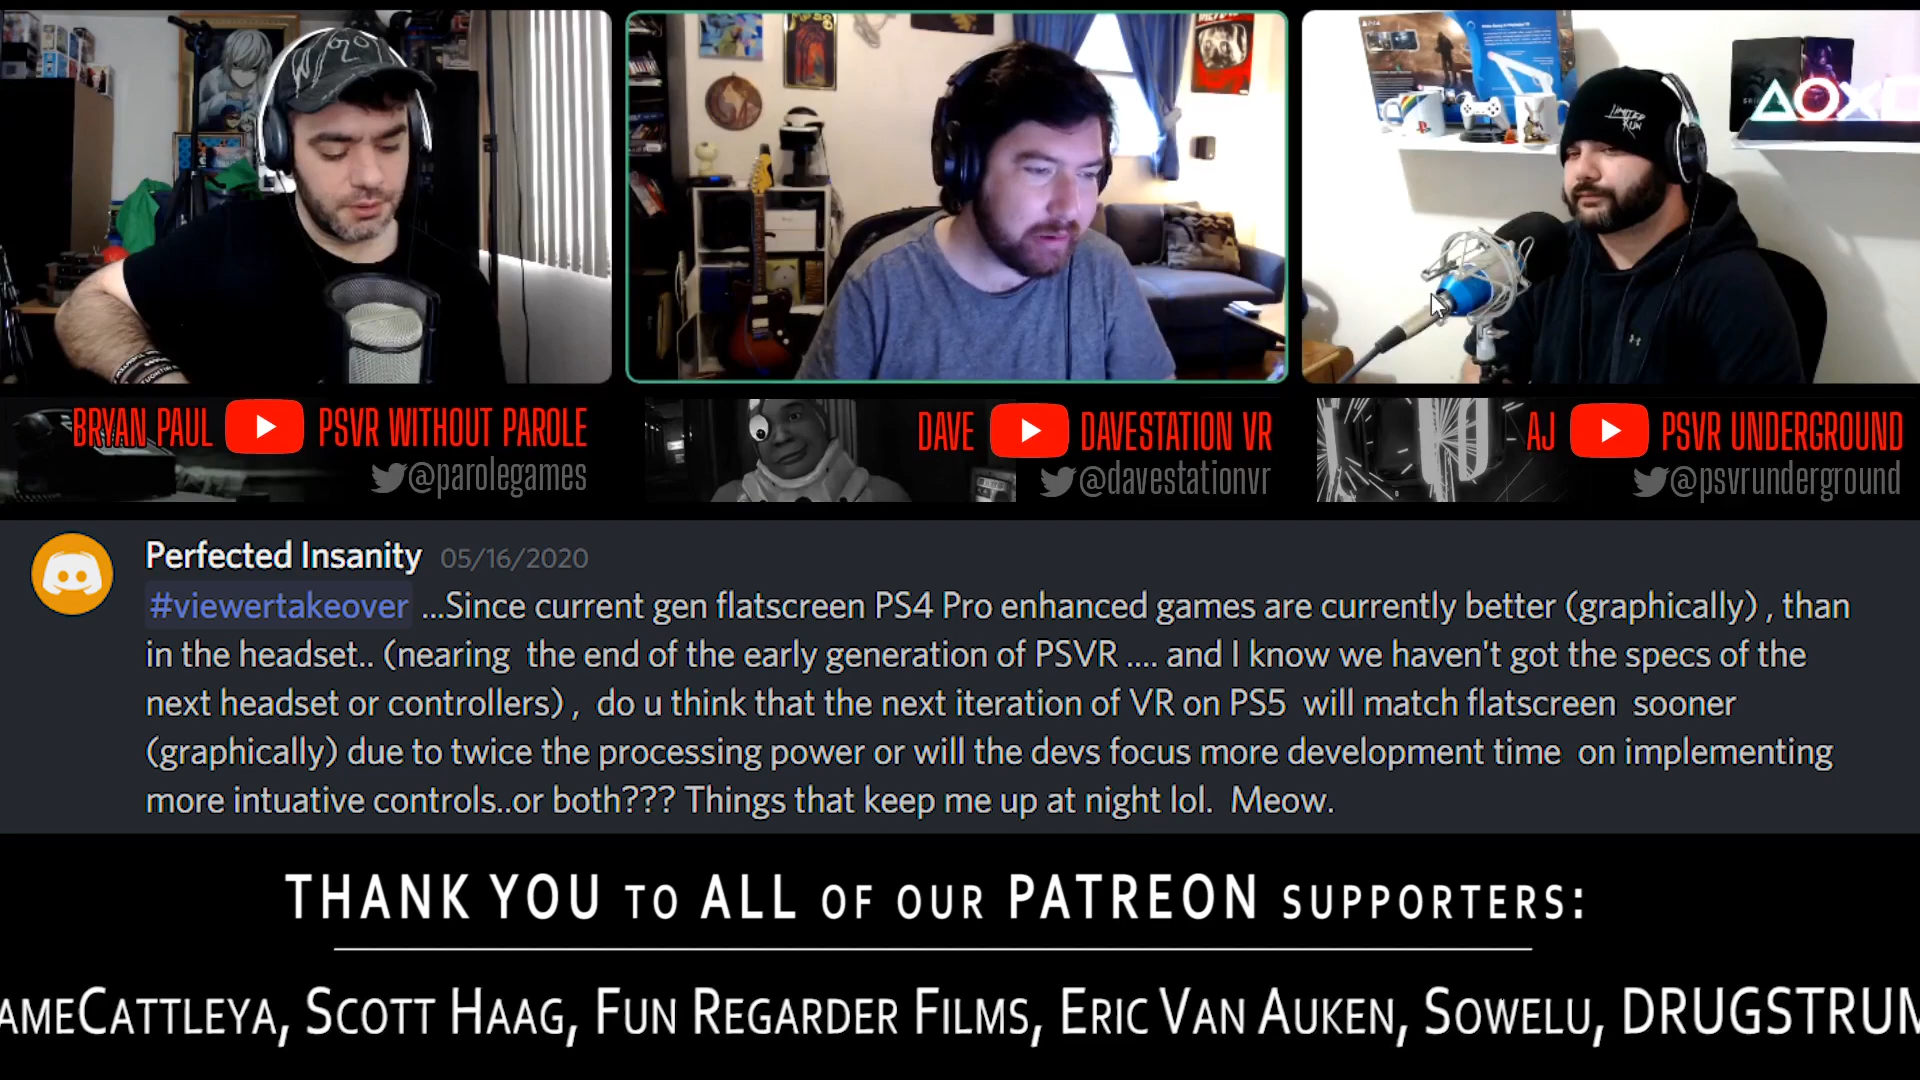 LIMITED
RUN
BRYAN PAUL PSVR WITHOUT PAROLE
@parolegames
DAVE DAVESTATION VR
@davestationvr
AJ PSVR UNDERGROUND
@psvrunderground
Perfected Insanity 05/16/2020
#viewertakeover ...Since current gen flatscreen PS4 Pro enhanced games are currently better (graphically) , than
in the headset.. (nearing the end of the early generation of PSVR .... and I know we haven't got the specs of the
next headset or controllers) , do u think that the next iteration of VR on PS5 will match flatscreen sooner
(graphically) due to twice the processing power or will the devs focus more development time on implementing
more intuative controls..or both??? Things that keep me up at night lol. Meow.
THANK YOU TO ALL OF OUR PATREON SUPPORTERS:
AMECATTLEYA, SCOTT HAAG, FUN REGARDER FILMS, ERIC VAN AUKEN, SOWELU, DRUGSTRUM